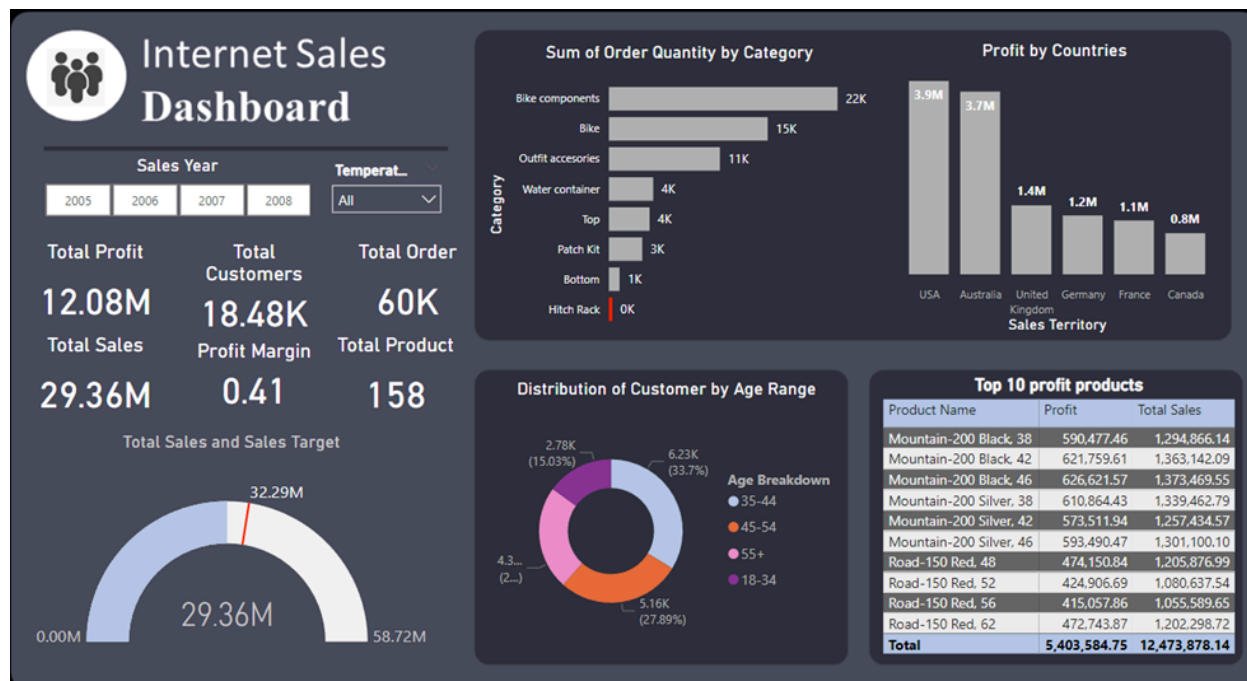 Internet Sales
Dashboard
Sales Year
Temperat...
2005 2006 2007 2008
All
Total Profit
12.08M
Total
Customers
18.48K
Total Order
60K
Total Sales
29.36M
Profit Margin
0.41
Total Product
158
Total Sales and Sales Target
32.29M
29.36M
0.00M
58.72M
Sum of Order Quantity by Category
Category
Bike components 22K
Bike 15K
Outfit accesories 11K
Water container 4K
Top 4K
Patch Kit 3K
Bottom 1K
Hitch Rack 0K
Profit by Countries
3.9M
3.7M
1.4M
1.2M
1.1M
0.8M
USA Australia United Germany France Canada
Kingdom
Sales Territory
Distribution of Customer by Age Range
2.78K
(15.03%)
6.23K
(33.7%)
4.3...
(2...)
5.16K
(27.89%)
Age Breakdown
35-44
45-54
55+
18-34
Top 10 profit products
Product Name Profit Total Sales
Mountain-200 Black, 38 590,477.46 1,294,866.14
Mountain-200 Black, 42 621,759.61 1,363,142.09
Mountain-200 Black, 46 626,621.57 1,373,469.55
Mountain-200 Silver, 38 610,864.43 1,339,462.79
Mountain-200 Silver, 42 573,511.94 1,257,434.57
Mountain-200 Silver, 46 593,490.47 1,301,100.10
Road-150 Red, 48 474,150.84 1,205,876.99
Road-150 Red, 52 424,906.69 1,080,637.54
Road-150 Red, 56 415,057.86 1,055,589.65
Road-150 Red, 62 472,743.87 1,202,298.72
Total 5,403,584.75 12,473,878.14